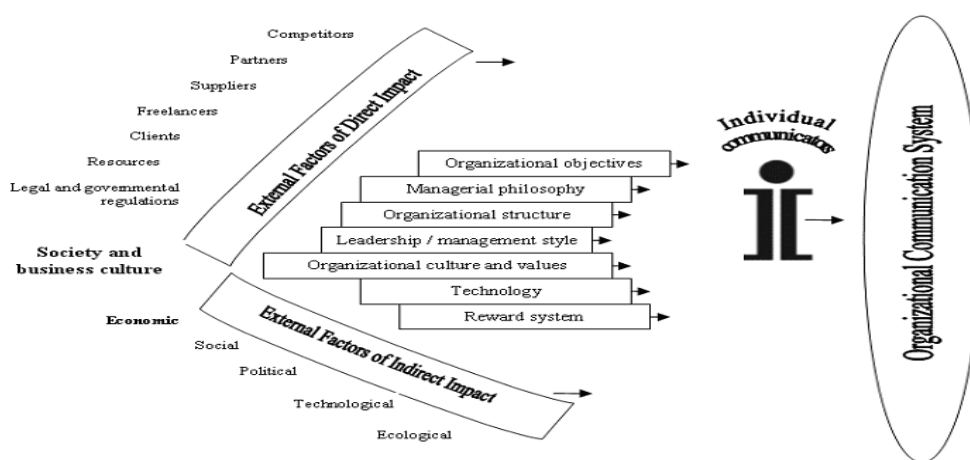 Competitors
Partners
Suppliers
Freelancers
Clients
Resources
Legal and governmental
regulations
Society and
business culture
Economic
Social
Political
Technological
Ecological
External Factors of Direct Impact
External Factors of Indirect Impact
Organizational objectives
Managerial philosophy
Organizational structure
Leadership / management style
Organizational culture and values
Technology
Reward system
Individual
communicators
Organizational Communication System